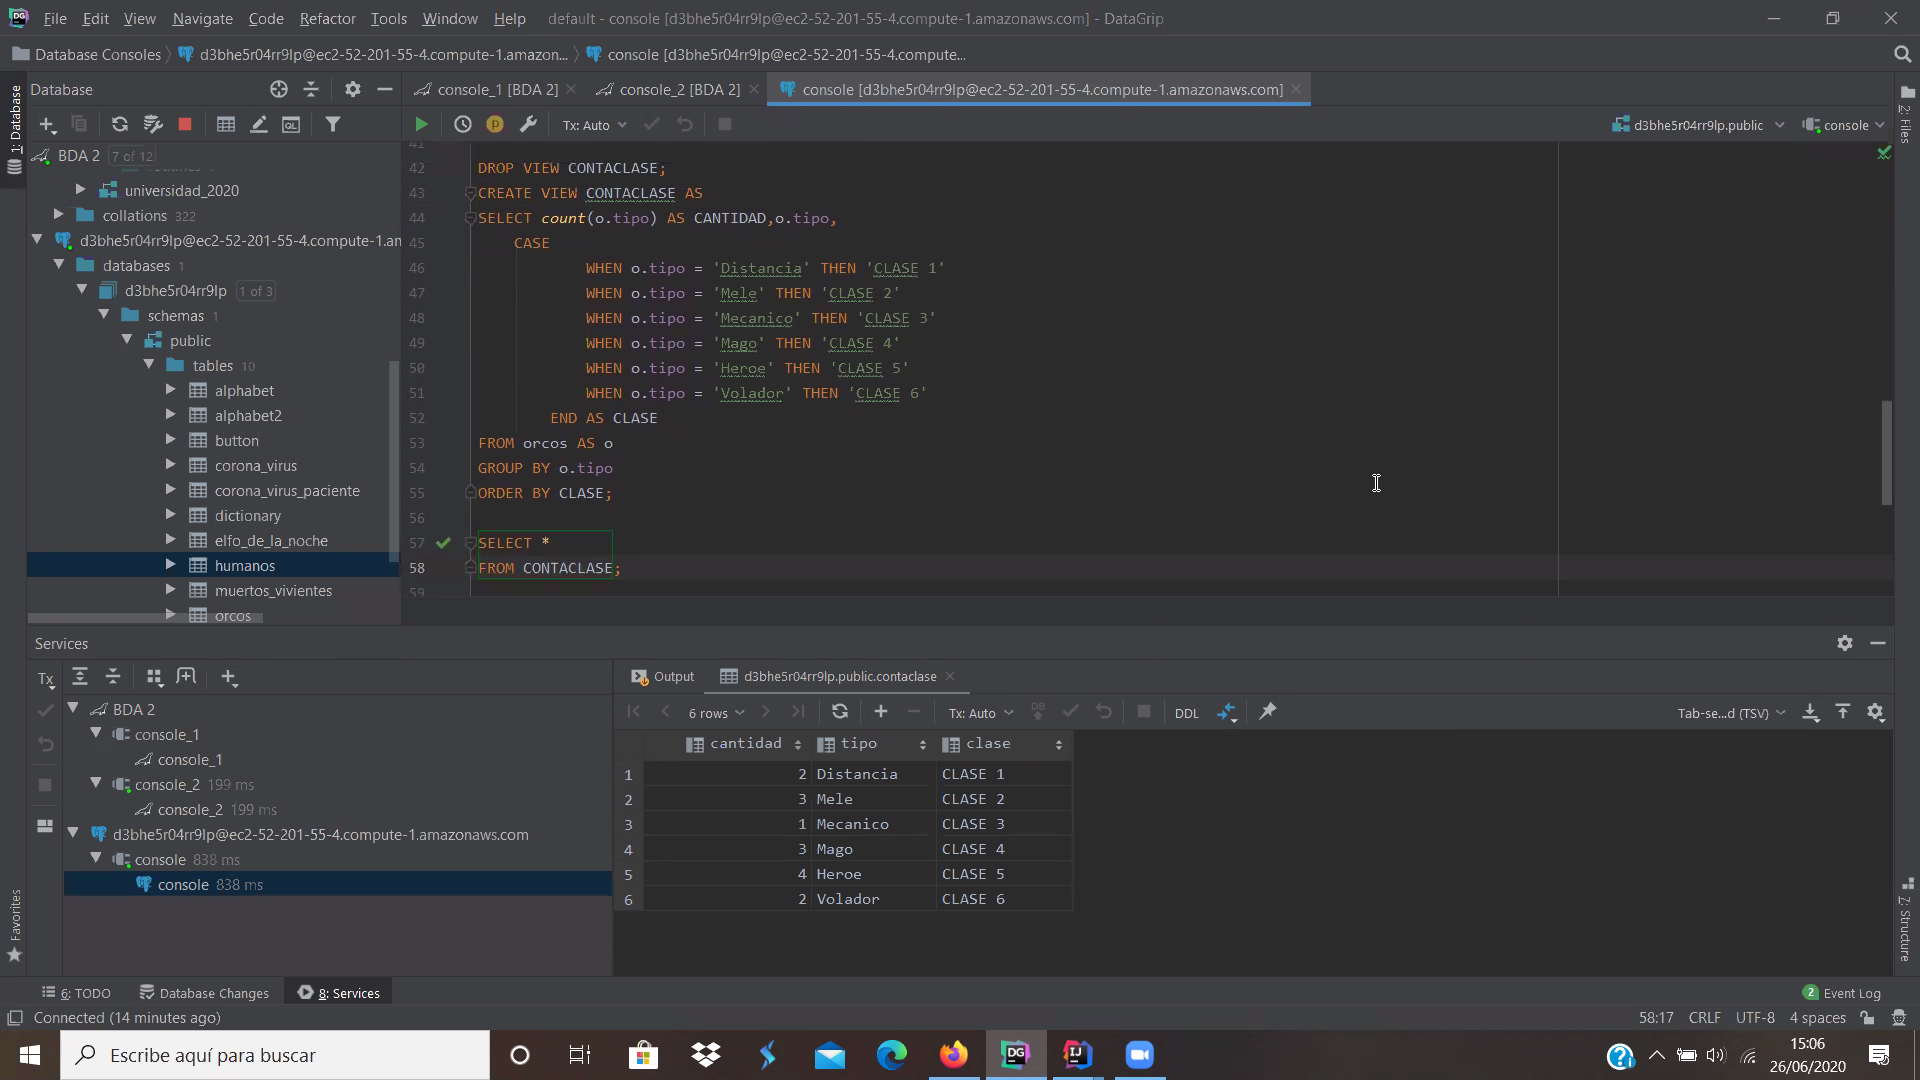 File Edit View Navigate Code Refactor Tools Window Help default - console [d3bhe5r04rr9lp@ec2-52-201-55-4.compute-1.amazonaws.com] - DataGrip
Database Consoles d3bhe5r04rr9lp@ec2-52-201-55-4.compute-1.amazon... console [d3bhe5r04rr9lp@ec2-52-201-55-4.compute...
1: Database
Database
console_1 [BDA 2] console_2 [BDA 2] console [d3bhe5r04rr9lp@ec2-52-201-55-4.compute-1.amazonaws.com]
Tx: Auto d3bhe5r04rr9lp.public console
2: Files
BDA 2 7 of 12
universidad_2020
collations 322
d3bhe5r04rr9lp@ec2-52-201-55-4.compute-1.an
databases 1
d3bhe5r04rr9lp 1 of 3
schemas 1
public
tables 10
alphabet
alphabet2
button
corona_virus
corona_virus_paciente
dictionary
elfo_de_la_noche
humanos
muertos_vivientes
orcos
41
42 DROP VIEW CONTACLASE;
43 CREATE VIEW CONTACLASE AS
44 SELECT count(o.tipo) AS CANTIDAD,o.tipo,
45 CASE
46 WHEN o.tipo = 'Distancia' THEN 'CLASE 1'
47 WHEN o.tipo = 'Mele' THEN 'CLASE 2'
48 WHEN o.tipo = 'Mecanico' THEN 'CLASE 3'
49 WHEN o.tipo = 'Mago' THEN 'CLASE 4'
50 WHEN o.tipo = 'Heroe' THEN 'CLASE 5'
51 WHEN o.tipo = 'Volador' THEN 'CLASE 6'
52 END AS CLASE
53 FROM orcos AS o
54 GROUP BY o.tipo
55 ORDER BY CLASE;
56
57 SELECT *
58 FROM CONTACLASE;
59
Services
Tx
BDA 2
console_1
console_1
console_2 199 ms
console_2 199 ms
d3bhe5r04rr9lp@ec2-52-201-55-4.compute-1.amazonaws.com
console 838 ms
console 838 ms
Output d3bhe5r04rr9lp.public.contaclase
6 rows Tx: Auto DB DDL Tab-se...d (TSV)
cantidad tipo clase
1 2 Distancia CLASE 1
2 3 Mele CLASE 2
3 1 Mecanico CLASE 3
4 3 Mago CLASE 4
5 4 Heroe CLASE 5
6 2 Volador CLASE 6
Favorites
7: Structure
6: TODO Database Changes 8: Services 2 Event Log
Connected (14 minutes ago) 58:17 CRLF UTF-8 4 spaces
Escribe aquí para buscar
15:06
26/06/2020